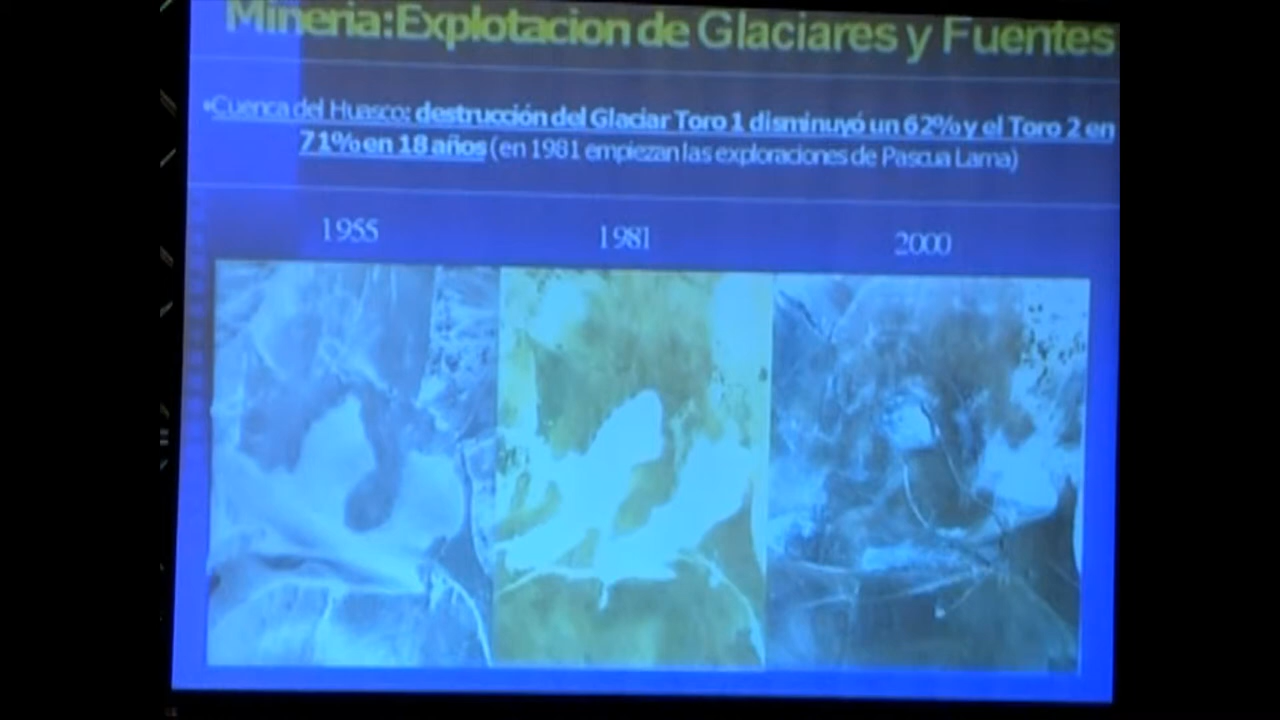 Mineria:Explotacion de Glaciares y Fuentes
•Cuenca del Huasco: destrucción del Glaciar Toro 1 disminuyó un 62% y el Toro 2 en
71% en 18 años (en 1981 empiezan las exploraciones de Pascua Lama)
1955 1981 2000